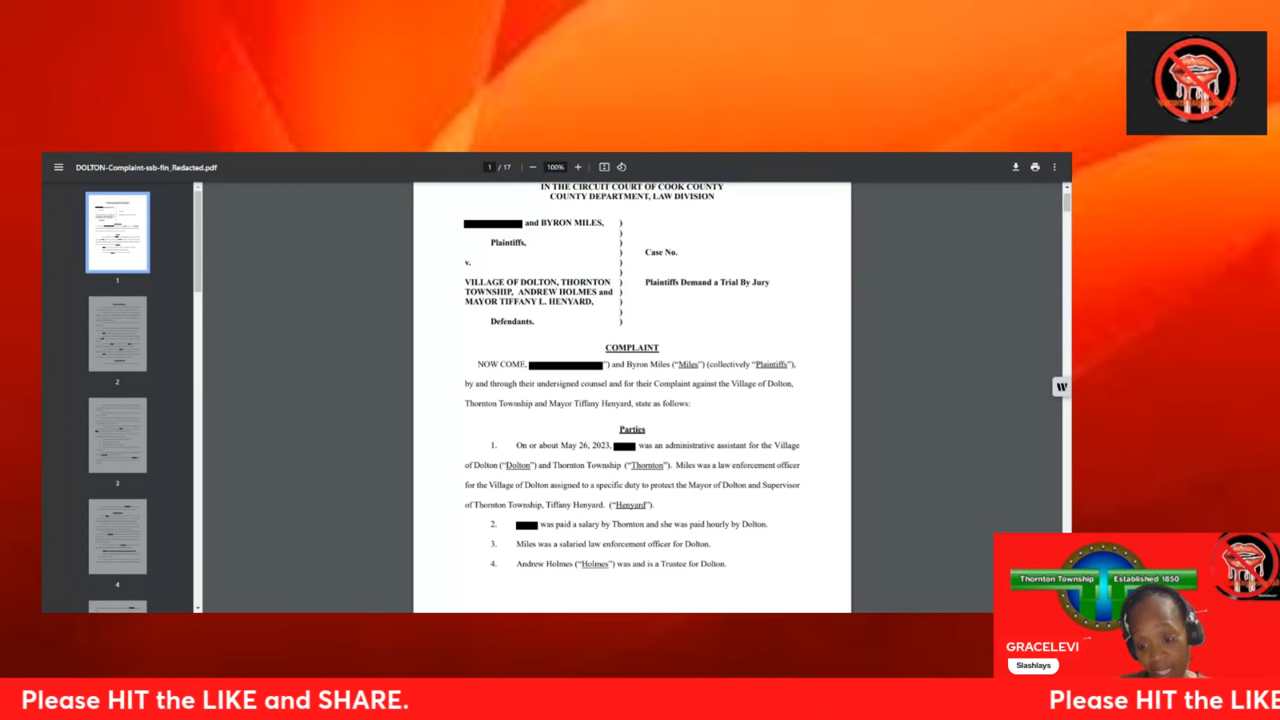 DOLTON-Complaint-ssb-fin_Redacted.pdf
1 / 17
100%
1
2
3
4
IN THE CIRCUIT COURT OF COOK COUNTY
COUNTY DEPARTMENT, LAW DIVISION
and BYRON MILES, )
)
Plaintiffs, )
) Case No.
v. )
)
VILLAGE OF DOLTON, THORNTON ) Plaintiffs Demand a Trial By Jury
TOWNSHIP, ANDREW HOLMES and )
MAYOR TIFFANY L. HENYARD, )
)
Defendants. )
COMPLAINT
NOW COME, ") and Byron Miles ("Miles") (collectively "Plaintiffs"),
by and through their undersigned counsel and for their Complaint against the Village of Dolton,
Thornton Township and Mayor Tiffany Henyard, state as follows:
Parties
1. On or about May 26, 2023, was an administrative assistant for the Village
of Dolton ("Dolton") and Thornton Township ("Thornton"). Miles was a law enforcement officer
for the Village of Dolton assigned to a specific duty to protect the Mayor of Dolton and Supervisor
of Thornton Township, Tiffany Henyard. ("Henyard").
2. was paid a salary by Thornton and she was paid hourly by Dolton.
3. Miles was a salaried law enforcement officer for Dolton.
4. Andrew Holmes ("Holmes") was and is a Trustee for Dolton.
W
Thornton Township Established 1850
GRACELEVI
Slashlays
Please HIT the LIKE and SHARE.
Please HIT the LIKE